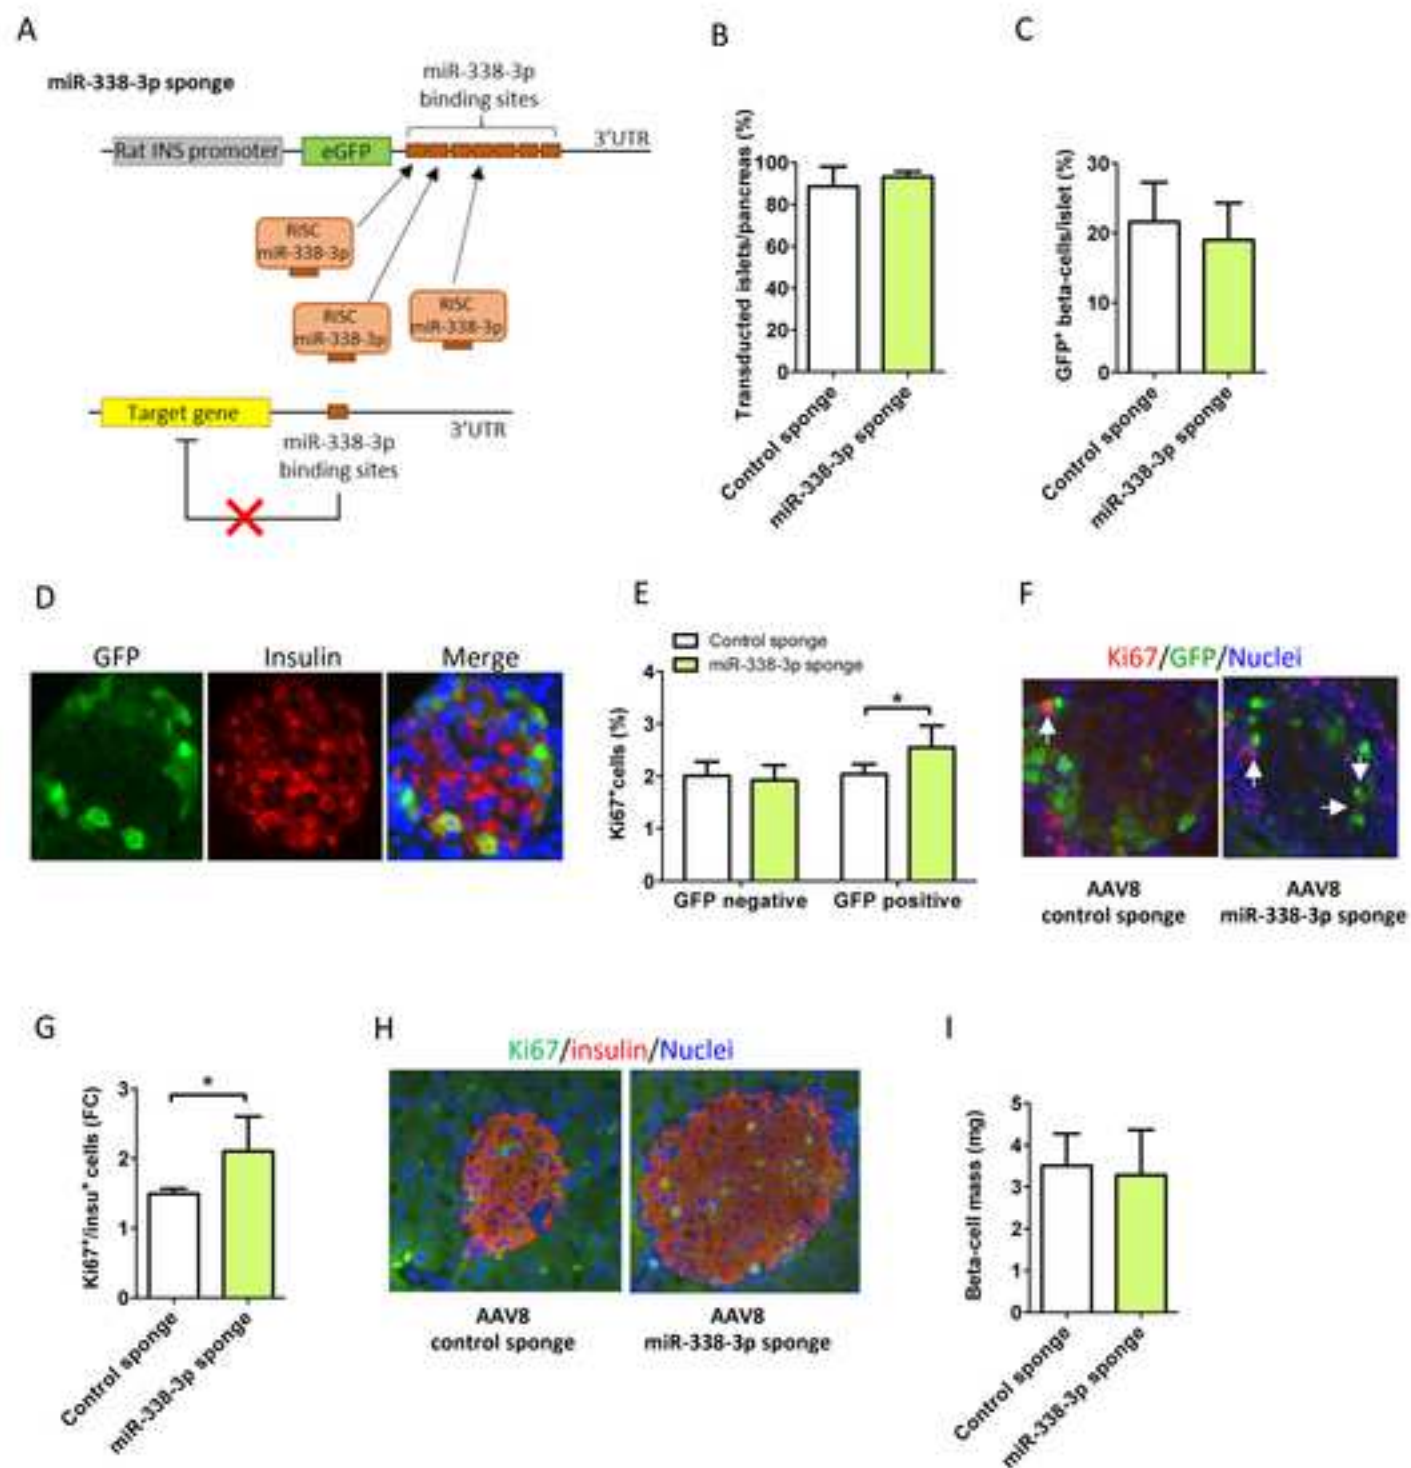 A
miR-338-3p sponge
miR-338-3p
binding sites
Rat INS promoter
eGFP
3'UTR
RISC
miR-338-3p
RISC
miR-338-3p
RISC
miR-338-3p
Target gene
3'UTR
miR-338-3p
binding sites
B
Transducted islets/pancreas (%)
100
80
60
40
20
0
Control sponge
miR-338-3p sponge
C
GFP⁺ beta-cells/islet (%)
30
20
10
0
Control sponge
miR-338-3p sponge
D
GFP
Insulin
Merge
E
Control sponge
miR-338-3p sponge
Ki67⁺cells (%)
4
3
2
1
0
*
GFP negative
GFP positive
F
Ki67/GFP/Nuclei
AAV8
control sponge
AAV8
miR-338-3p sponge
G
Ki67⁺/insu⁺ cells (FC)
3
2
1
0
*
Control sponge
miR-338-3p sponge
H
Ki67/insulin/Nuclei
AAV8
control sponge
AAV8
miR-338-3p sponge
I
Beta-cell mass (mg)
5
4
3
2
1
0
Control sponge
miR-338-3p sponge